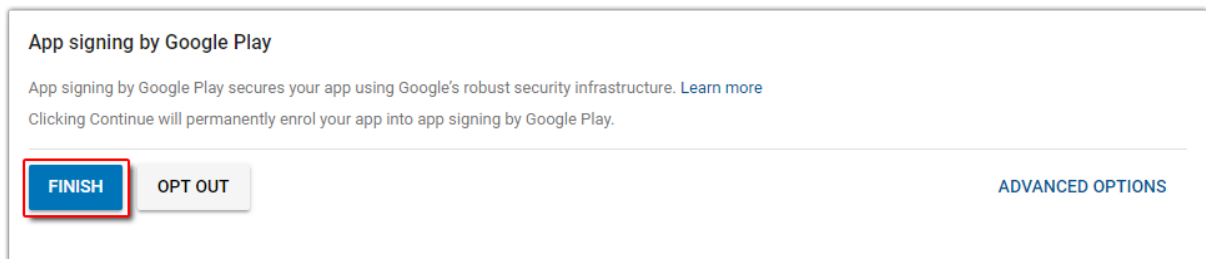 App signing by Google Play
App signing by Google Play secures your app using Google's robust security infrastructure. Learn more
Clicking Continue will permanently enrol your app into app signing by Google Play.
FINISH OPT OUT ADVANCED OPTIONS